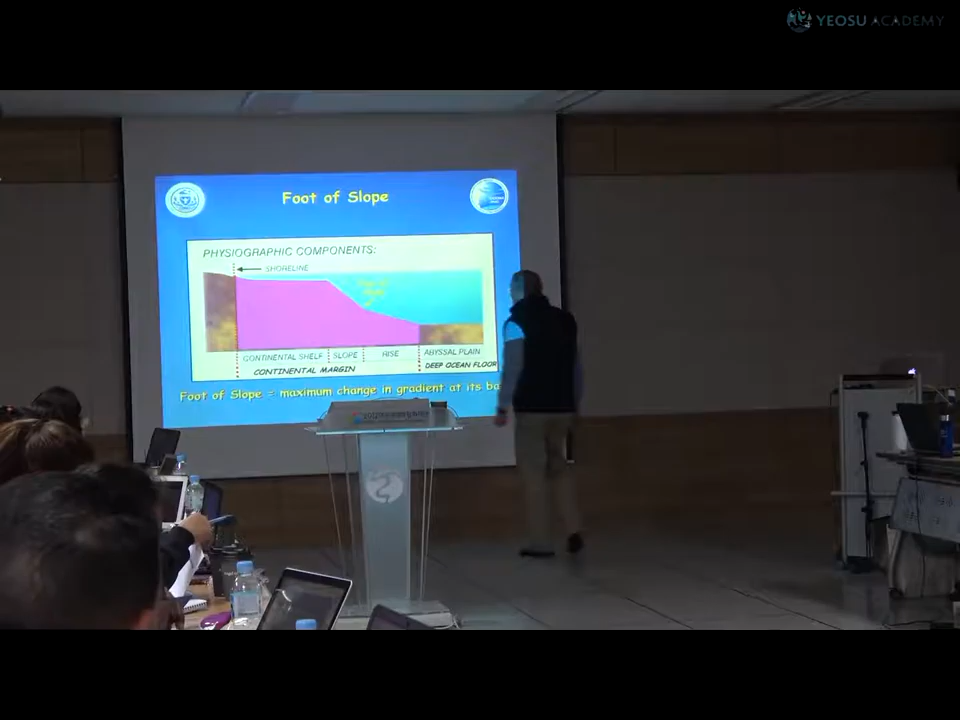 YEOSU ACADEMY
Foot of Slope
PHYSIOGRAPHIC COMPONENTS:
SHORELINE
CONTINENTAL SHELF SLOPE RISE ABYSSAL PLAIN
CONTINENTAL MARGIN DEEP OCEAN FLOOR
Foot of Slope = maximum change in gradient at its ba